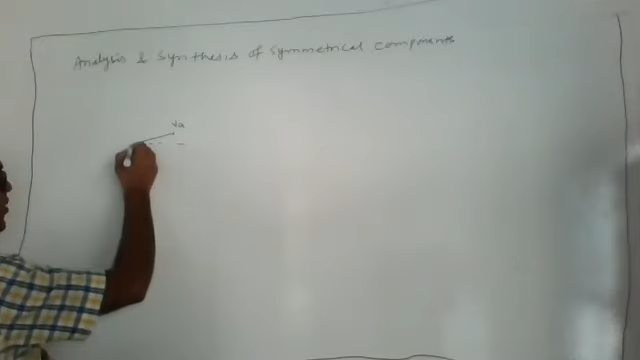 Analysis & Synthesis of Symmetrical components
Va